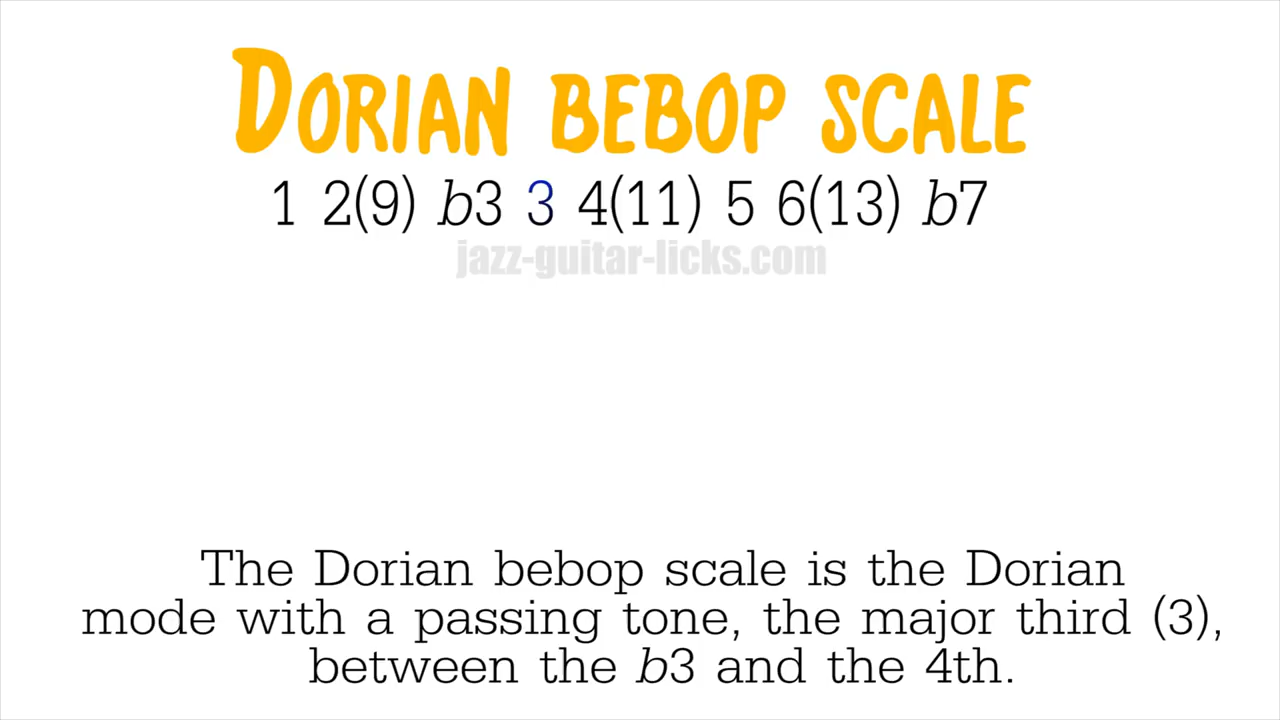 Dorian bebop scale
1 2(9) b3 3 4(11) 5 6(13) b7
jazz-guitar-licks.com
The Dorian bebop scale is the Dorian
mode with a passing tone, the major third (3),
between the b3 and the 4th.